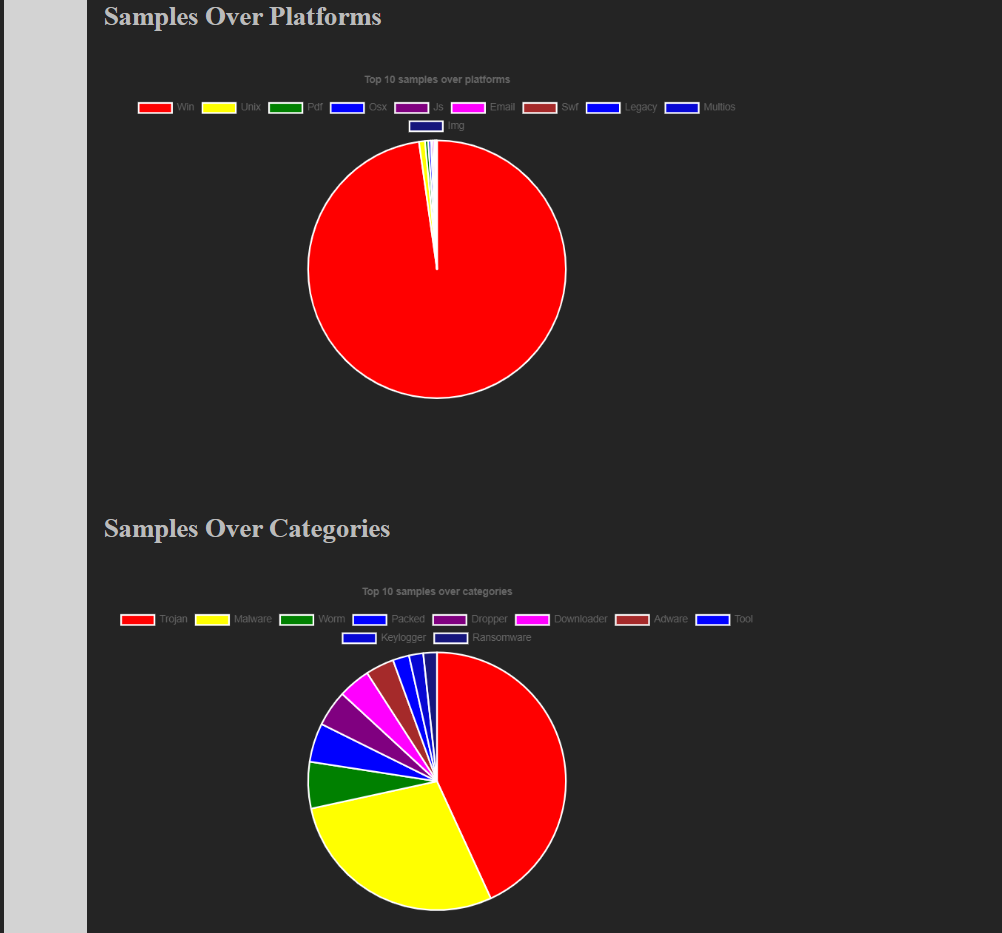 Samples Over Platforms
Top 10 samples over platforms
Win Unix Pdf Osx Js Email Swf Legacy Multios
Img
Samples Over Categories
Top 10 samples over categories
Trojan Malware Worm Packed Dropper Downloader Adware Tool
Keylogger Ransomware